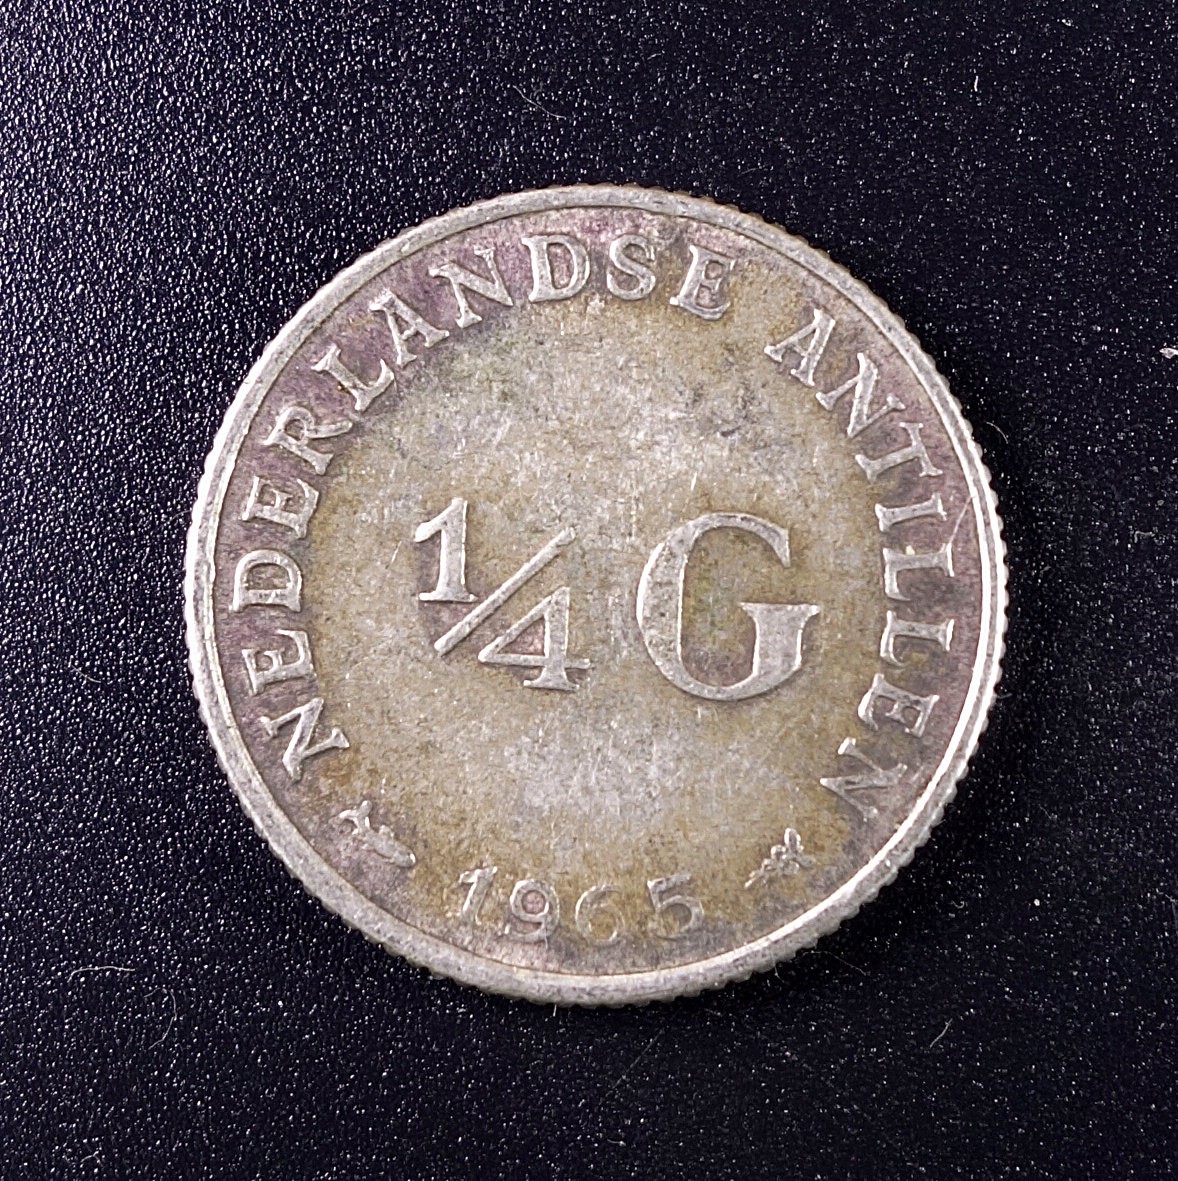 NEDERLANDSE ANTILLEN
¼ G
1965